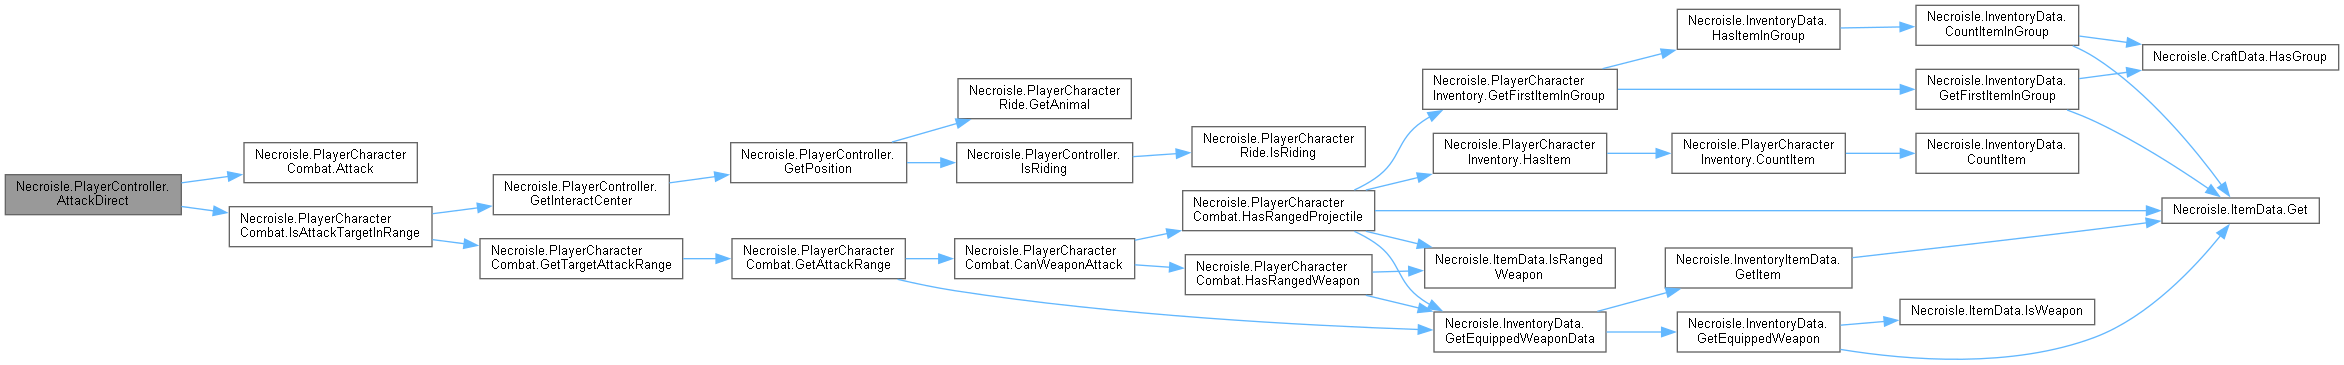 Necroisle.PlayerController.
AttackDirect
Necroisle.PlayerCharacter
Combat.Attack
Necroisle.PlayerCharacter
Combat.IsAttackTargetInRange
Necroisle.PlayerController.
GetInteractCenter
Necroisle.PlayerCharacter
Combat.GetTargetAttackRange
Necroisle.PlayerController.
GetPosition
Necroisle.PlayerCharacter
Combat.GetAttackRange
Necroisle.PlayerCharacter
Ride.GetAnimal
Necroisle.PlayerController.
IsRiding
Necroisle.PlayerCharacter
Combat.CanWeaponAttack
Necroisle.PlayerCharacter
Ride.IsRiding
Necroisle.PlayerCharacter
Combat.HasRangedProjectile
Necroisle.PlayerCharacter
Combat.HasRangedWeapon
Necroisle.PlayerCharacter
Inventory.GetFirstItemInGroup
Necroisle.PlayerCharacter
Inventory.HasItem
Necroisle.ItemData.IsRanged
Weapon
Necroisle.InventoryData.
GetEquippedWeaponData
Necroisle.InventoryData.
HasItemInGroup
Necroisle.PlayerCharacter
Inventory.CountItem
Necroisle.InventoryItemData.
GetItem
Necroisle.InventoryData.
GetEquippedWeapon
Necroisle.InventoryData.
CountItemInGroup
Necroisle.InventoryData.
GetFirstItemInGroup
Necroisle.InventoryData.
CountItem
Necroisle.ItemData.IsWeapon
Necroisle.CraftData.HasGroup
Necroisle.ItemData.Get